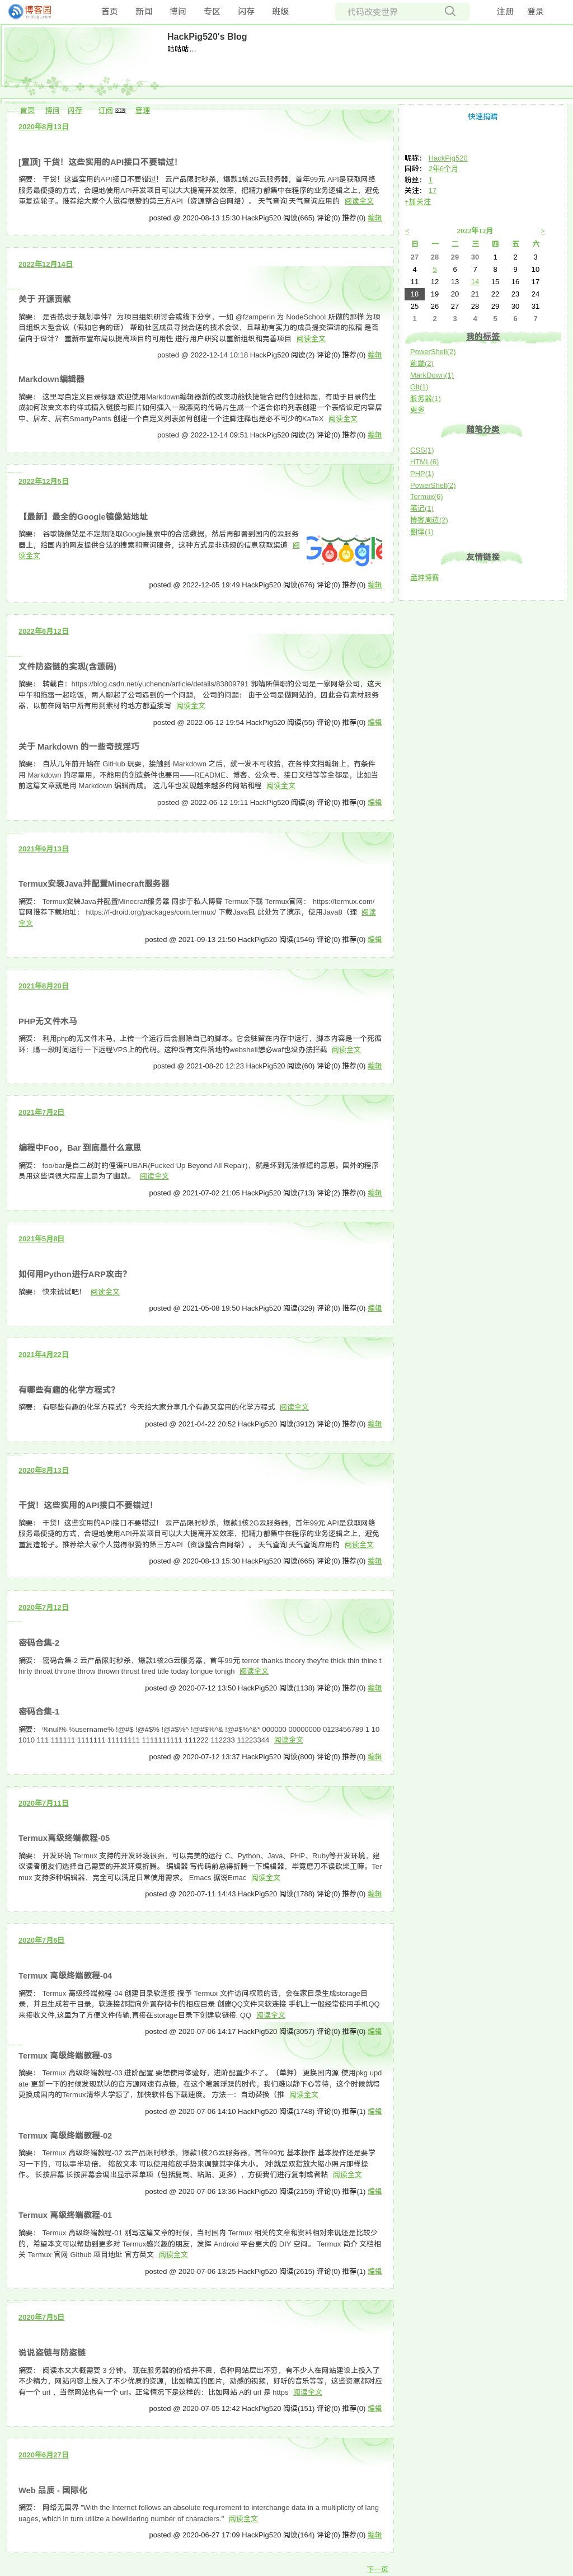 博客园 cnblogs.com
首页 新闻 博问 专区 闪存 班级
代码改变世界
注册 登录
HackPig520's Blog
咕咕咕…
首页 博问 闪存 订阅 管理
2020年8月13日
[置顶] 干货！这些实用的API接口不要错过！
摘要： 干货！这些实用的API接口不要错过！ 云产品限时秒杀，爆款1核2G云服务器，首年99元 API是获取网络
服务最便捷的方式，合理地使用API开发项目可以大大提高开发效率，把精力都集中在程序的业务逻辑之上，避免
重复造轮子。推荐给大家个人觉得很赞的第三方API（资源整合自网络）。 天气查询 天气查询应用的 阅读全文
posted @ 2020-08-13 15:30 HackPig520 阅读(665) 评论(0) 推荐(0) 编辑
2022年12月14日
关于 开源贡献
摘要： 是否热衷于规划事件？ 为项目组织研讨会或线下分享，一如 @fzamperin 为 NodeSchool 所做的那样 为项
目组织大型会议（假如它有的话） 帮助社区成员寻找合适的技术会议，且帮助有实力的成员提交演讲的拟稿 是否
偏向于设计？ 重新布置布局以提高项目的可用性 进行用户研究以重新组织和完善项目 阅读全文
posted @ 2022-12-14 10:18 HackPig520 阅读(2) 评论(0) 推荐(0) 编辑
Markdown编辑器
摘要： 这里写自定义目录标题 欢迎使用Markdown编辑器新的改变功能快捷键合理的创建标题，有助于目录的生
成如何改变文本的样式插入链接与图片如何插入一段漂亮的代码片生成一个适合你的列表创建一个表格设定内容居
中、居左、居右SmartyPants 创建一个自定义列表如何创建一个注脚注释也是必不可少的KaTeX 阅读全文
posted @ 2022-12-14 09:51 HackPig520 阅读(2) 评论(0) 推荐(0) 编辑
2022年12月5日
【最新】最全的Google镜像站地址
摘要： 谷歌镜像站是不定期爬取Google搜索中的合法数据，然后再部署到国内的云服务
器上，给国内的网友提供合法的搜索和查询服务，这种方式是非违规的信息获取渠道 阅
读全文
Google
posted @ 2022-12-05 19:49 HackPig520 阅读(676) 评论(0) 推荐(0) 编辑
2022年6月12日
文件防盗链的实现(含源码)
摘要： 转载自：https://blog.csdn.net/yuchencn/article/details/83809791 郭靖所供职的公司是一家网络公司，这天
中午和拖雷一起吃饭，两人聊起了公司遇到的一个问题， 公司的问题： 由于公司是做网站的，因此会有素材服务
器，以前在网站中所有用到素材的地方都直接写 阅读全文
posted @ 2022-06-12 19:54 HackPig520 阅读(55) 评论(0) 推荐(0) 编辑
关于 Markdown 的一些奇技淫巧
摘要： 自从几年前开始在 GitHub 玩耍，接触到 Markdown 之后，就一发不可收拾，在各种文档编辑上，有条件
用 Markdown 的尽量用，不能用的创造条件也要用——README、博客、公众号、接口文档等等全都是，比如当
前这篇文章就是用 Markdown 编辑而成。 这几年也发现越来越多的网站和程 阅读全文
posted @ 2022-06-12 19:11 HackPig520 阅读(8) 评论(0) 推荐(0) 编辑
2021年9月13日
Termux安装Java并配置Minecraft服务器
摘要： Termux安装Java并配置Minecraft服务器 同步于私人博客 Termux下载 Termux官网： https://termux.com/
官网推荐下载地址： https://f-droid.org/packages/com.termux/ 下载Java包 此处为了演示，使用Java8（理 阅读
全文
posted @ 2021-09-13 21:50 HackPig520 阅读(1546) 评论(0) 推荐(0) 编辑
2021年8月20日
PHP无文件木马
摘要： 利用php的无文件木马，上传一个运行后会删除自己的脚本。它会驻留在内存中运行，脚本内容是一个死循
环：隔一段时间运行一下远程VPS上的代码。这种没有文件落地的webshell想必waf也没办法拦截 阅读全文
posted @ 2021-08-20 12:23 HackPig520 阅读(60) 评论(0) 推荐(0) 编辑
2021年7月2日
编程中Foo，Bar 到底是什么意思
摘要： foo/bar是自二战时的俚语FUBAR(Fucked Up Beyond All Repair)，就是坏到无法修缮的意思。国外的程序
员用这些词很大程度上是为了幽默。 阅读全文
posted @ 2021-07-02 21:05 HackPig520 阅读(713) 评论(2) 推荐(0) 编辑
2021年5月8日
如何用Python进行ARP攻击？
摘要： 快来试试吧！ 阅读全文
posted @ 2021-05-08 19:50 HackPig520 阅读(329) 评论(0) 推荐(0) 编辑
2021年4月22日
有哪些有趣的化学方程式？
摘要： 有哪些有趣的化学方程式？今天给大家分享几个有趣又实用的化学方程式 阅读全文
posted @ 2021-04-22 20:52 HackPig520 阅读(3912) 评论(0) 推荐(0) 编辑
2020年8月13日
干货！这些实用的API接口不要错过！
摘要： 干货！这些实用的API接口不要错过！ 云产品限时秒杀，爆款1核2G云服务器，首年99元 API是获取网络
服务最便捷的方式，合理地使用API开发项目可以大大提高开发效率，把精力都集中在程序的业务逻辑之上，避免
重复造轮子。推荐给大家个人觉得很赞的第三方API（资源整合自网络）。 天气查询 天气查询应用的 阅读全文
posted @ 2020-08-13 15:30 HackPig520 阅读(665) 评论(0) 推荐(0) 编辑
2020年7月12日
密码合集-2
摘要： 密码合集-2 云产品限时秒杀，爆款1核2G云服务器，首年99元 terror thanks theory they're thick thin thine t
hirty throat throne throw thrown thrust tired title today tongue tonigh 阅读全文
posted @ 2020-07-12 13:50 HackPig520 阅读(1138) 评论(0) 推荐(0) 编辑
密码合集-1
摘要： %null% %username% !@#$ !@#$% !@#$%^ !@#$%^& !@#$%^&* 000000 00000000 0123456789 1 10
1010 111 111111 1111111 11111111 1111111111 111222 112233 11223344 阅读全文
posted @ 2020-07-12 13:37 HackPig520 阅读(800) 评论(0) 推荐(0) 编辑
2020年7月11日
Termux高级终端教程-05
摘要： 开发环境 Termux 支持的开发环境很强，可以完美的运行 C、Python、Java、PHP、Ruby等开发环境，建
议读者朋友们选择自己需要的开发环境折腾。 编辑器 写代码前总得折腾一下编辑器，毕竟磨刀不误砍柴工嘛。Ter
mux 支持多种编辑器，完全可以满足日常使用需求。 Emacs 据说Emac 阅读全文
posted @ 2020-07-11 14:43 HackPig520 阅读(1788) 评论(0) 推荐(0) 编辑
2020年7月6日
Termux 高级终端教程-04
摘要： Termux 高级终端教程-04 创建目录软连接 授予 Termux 文件访问权限的话，会在家目录生成storage目
录，并且生成若干目录，软连接都指向外置存储卡的相应目录 创建QQ文件夹软连接 手机上一般经常使用手机QQ
来接收文件,这里为了方便文件传输,直接在storage目录下创建软链接. QQ 阅读全文
posted @ 2020-07-06 14:17 HackPig520 阅读(3057) 评论(0) 推荐(0) 编辑
Termux 高级终端教程-03
摘要： Termux 高级终端教程-03 进阶配置 要想使用体验好，进阶配置少不了。（单押） 更换国内源 使用pkg upd
ate 更新一下的时候发现默认的官方源网速有点慢，在这个喧嚣浮躁的时代，我们难以静下心等待，这个时候就得
更换成国内的Termux清华大学源了，加快软件包下载速度。 方法一：自动替换（推 阅读全文
posted @ 2020-07-06 14:10 HackPig520 阅读(1748) 评论(0) 推荐(1) 编辑
Termux 高级终端教程-02
摘要： Termux 高级终端教程-02 云产品限时秒杀，爆款1核2G云服务器，首年99元 基本操作 基本操作还是要学
习一下的，可以事半功倍。 缩放文本 可以使用缩放手势来调整其字体大小。 对!就是双指放大缩小照片那样操
作。 长按屏幕 长按屏幕会调出显示菜单项（包括复制、粘贴、更多），方便我们进行复制或者粘 阅读全文
posted @ 2020-07-06 13:36 HackPig520 阅读(2159) 评论(0) 推荐(1) 编辑
Termux 高级终端教程-01
摘要： Termux 高级终端教程-01 刚写这篇文章的时候，当时国内 Termux 相关的文章和资料相对来说还是比较少
的，希望本文可以帮助到更多对 Termux感兴趣的朋友，发挥 Android 平台更大的 DIY 空间。 Termux 简介 文档相
关 Termux 官网 Github 项目地址 官方英文 阅读全文
posted @ 2020-07-06 13:25 HackPig520 阅读(2615) 评论(0) 推荐(1) 编辑
2020年7月5日
说说盗链与防盗链
摘要： 阅读本文大概需要 3 分钟。 现在服务器的价格并不贵，各种网站层出不穷，有不少人在网站建设上投入了
不少精力，网站内容上投入了不少优质的资源，比如精美的图片，动感的视频，好听的音乐等等，这些资源都对应
有一个 url ，当然网站也有一个 url。正常情况下是这样的：比如网站 A的 url 是 https 阅读全文
posted @ 2020-07-05 12:42 HackPig520 阅读(151) 评论(0) 推荐(0) 编辑
2020年6月27日
Web 品质 - 国际化
摘要： 网络无国界 "With the Internet follows an absolute requirement to interchange data in a multiplicity of lang
uages, which in turn utilize a bewildering number of characters." 阅读全文
posted @ 2020-06-27 17:09 HackPig520 阅读(164) 评论(0) 推荐(0) 编辑
下一页
快速捐赠
昵称： HackPig520
园龄： 2年6个月
粉丝： 1
关注： 17
+加关注
< 2022年12月 >
日 一 二 三 四 五 六
27 28 29 30 1 2 3
4 5 6 7 8 9 10
11 12 13 14 15 16 17
18 19 20 21 22 23 24
25 26 27 28 29 30 31
1 2 3 4 5 6 7
我的标签
PowerShell(2)
前端(2)
MarkDown(1)
Git(1)
服务器(1)
更多
随笔分类
CSS(1)
HTML(6)
PHP(1)
PowerShell(2)
Termux(6)
笔记(1)
博客周边(2)
翻译(1)
友情链接
孟坤博客